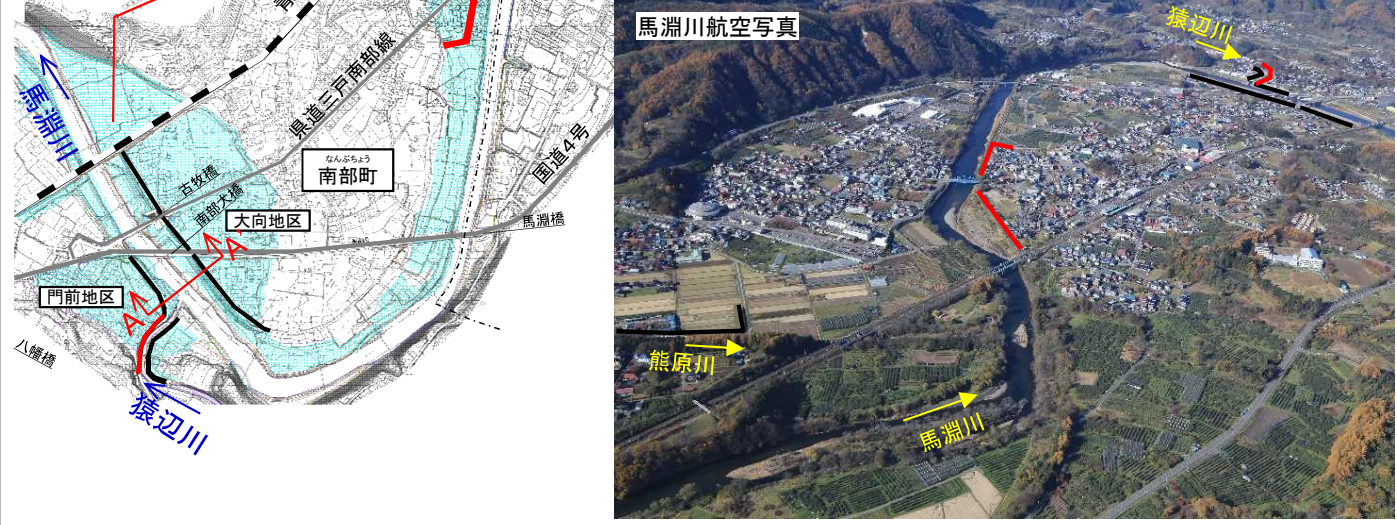 馬淵川
県道三戸南部線
なんぶちょう
南部町
国道4号
古牧橋
南部大橋
大向地区
馬淵橋
A'
門前地区
A
八幡橋
猿辺川
馬淵川航空写真
猿辺川
熊原川
馬淵川